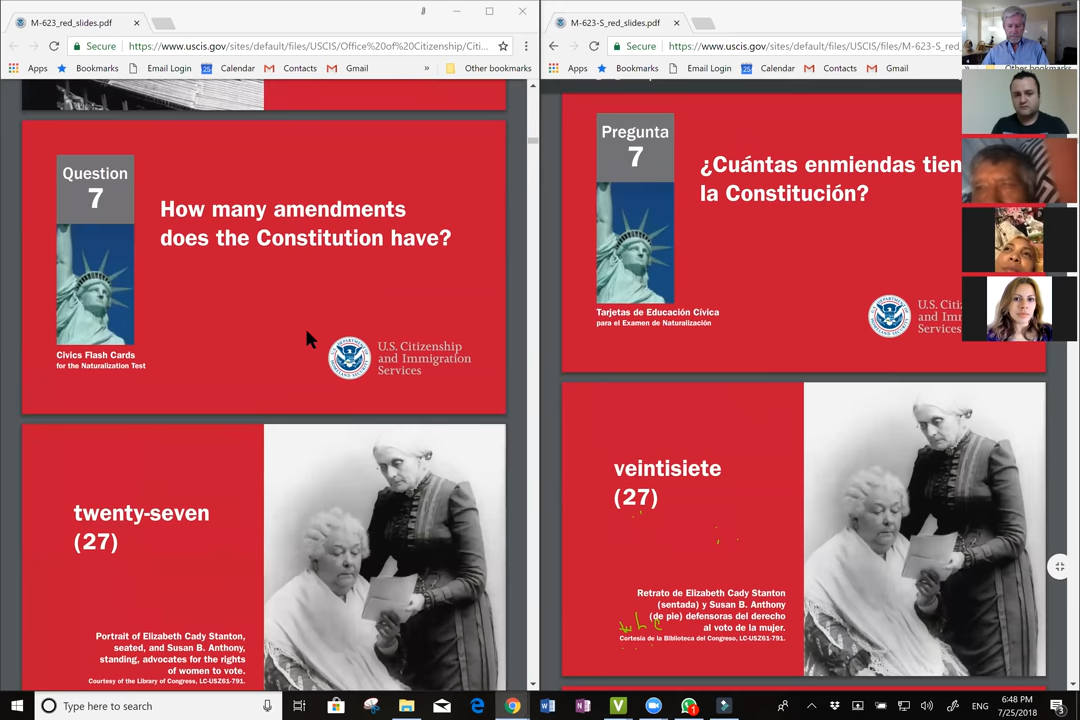 M-623_red_slides.pdf
Secure
https://www.uscis.gov/sites/default/files/USCIS/Office%20of%20Citizenship/Citi...
Apps
Bookmarks
Email Login
25
Calendar
Contacts
Gmail
»
Other bookmarks
Question
7
How many amendments
does the Constitution have?
Civics Flash Cards
for the Naturalization Test
U.S. Citizenship
and Immigration
Services
twenty-seven
(27)
Portrait of Elizabeth Cady Stanton,
seated, and Susan B. Anthony,
standing, advocates for the rights
of women to vote.
Courtesy of the Library of Congress, LC-USZ61-791.
M-623-S_red_slides.pdf
Secure
https://www.uscis.gov/sites/default/files/USCIS/files/M-623-S_red_
Apps
Bookmarks
Email Login
25
Calendar
Contacts
Gmail
Other bookmarks
Pregunta
7
¿Cuántas enmiendas tien
la Constitución?
Tarjetas de Educación Cívica
para el Examen de Naturalización
U.S. Citiz
and Imm
Services
veintisiete
(27)
Retrato de Elizabeth Cady Stanton
(sentada) y Susan B. Anthony
(de pie) defensoras del derecho
al voto de la mujer.
Cortesía de la Biblioteca del Congreso, LC-USZ61-791.
Type here to search
ENG
6:48 PM
7/25/2018
3